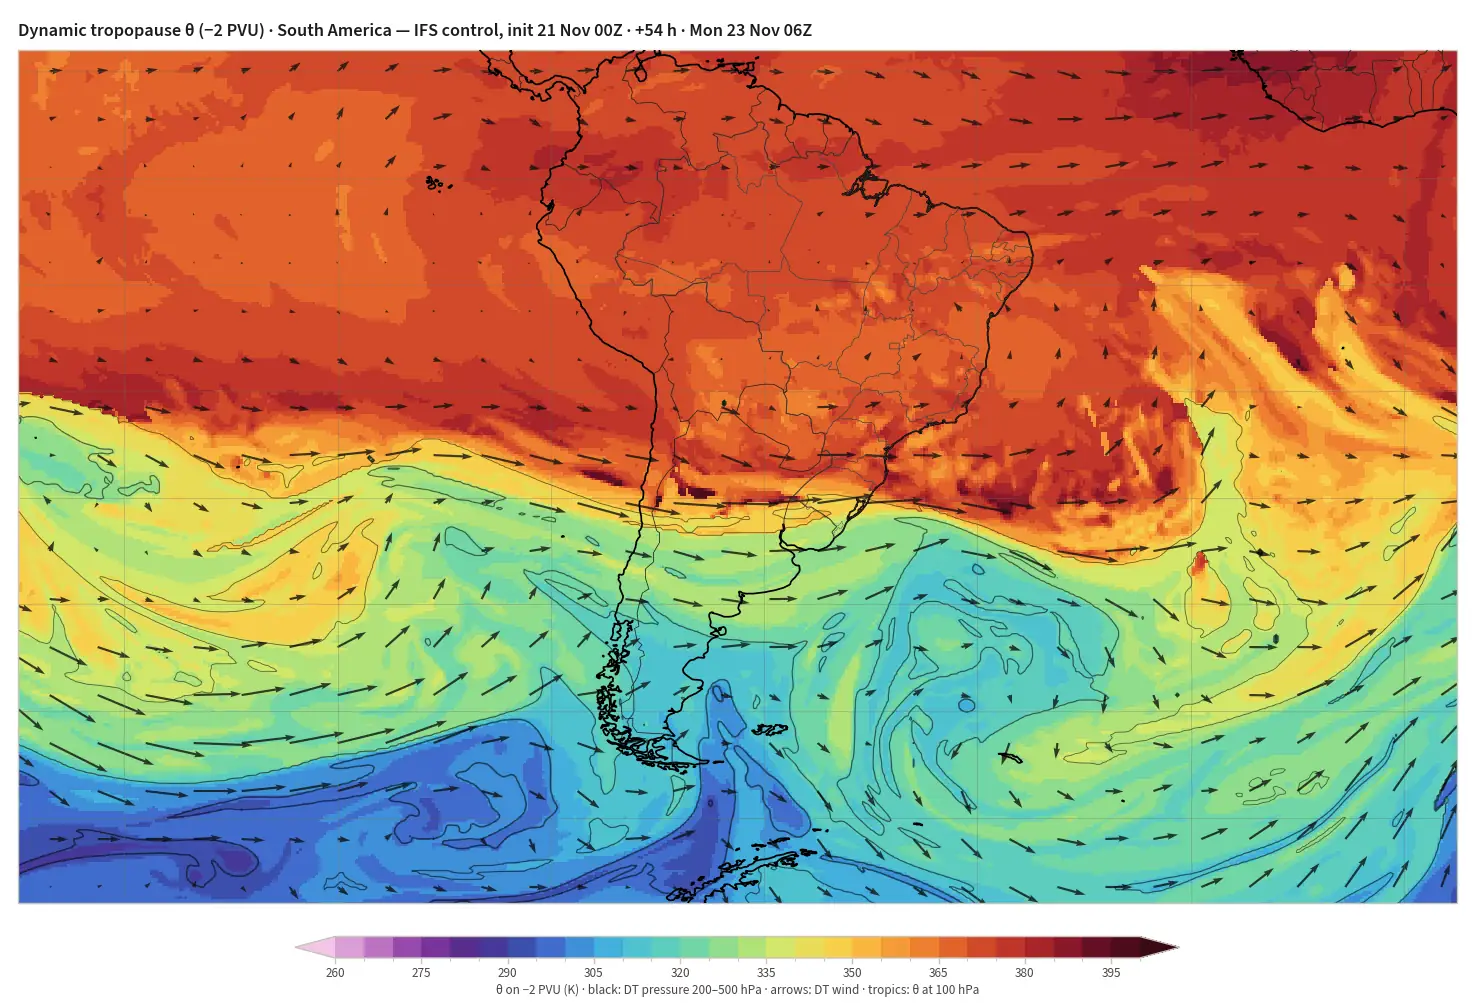 Dynamic tropopause θ (−2 PVU) · South America — IFS control, init 21 Nov 00Z · +54 h · Mon 23 Nov 06Z
260 275 290 305 320 335 350 365 380 395
θ on −2 PVU (K) · black: DT pressure 200–500 hPa · arrows: DT wind · tropics: θ at 100 hPa